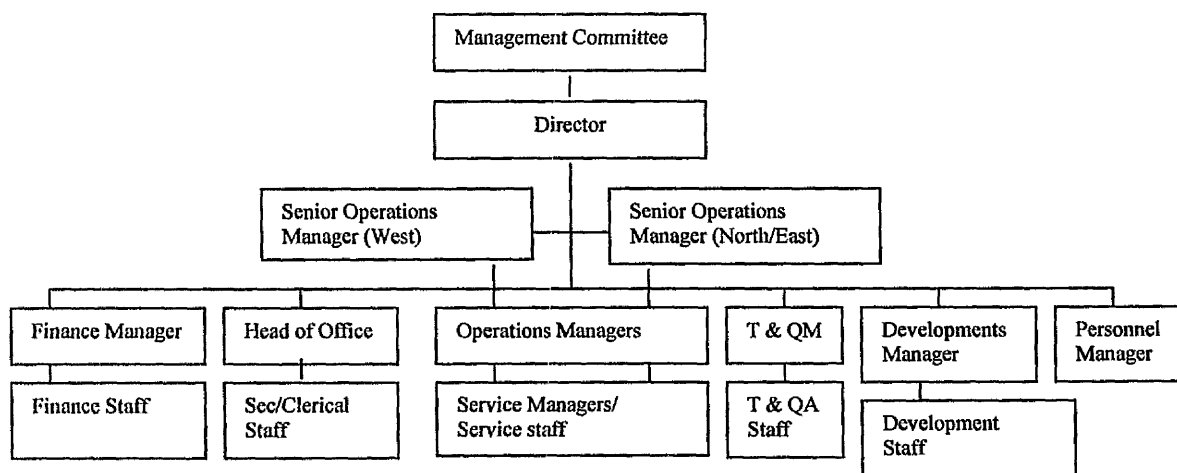 Management Committee
Director
Senior Operations
Manager (West)
Senior Operations
Manager (North/East)
Finance Manager
Head of Office
Operations Managers
T & QM
Developments
Manager
Personnel
Manager
Finance Staff
Sec/Clerical
Staff
Service Managers/
Service staff
T & QA
Staff
Development
Staff